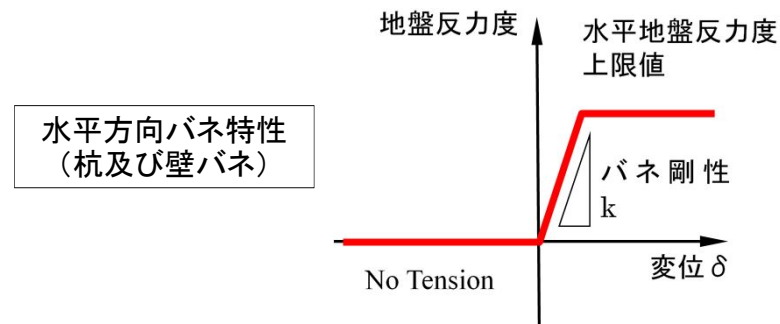 水平方向バネ特性
（杭及び壁バネ）
地盤反力度
水平地盤反力度
上限値
バネ剛性
k
変位δ
No Tension